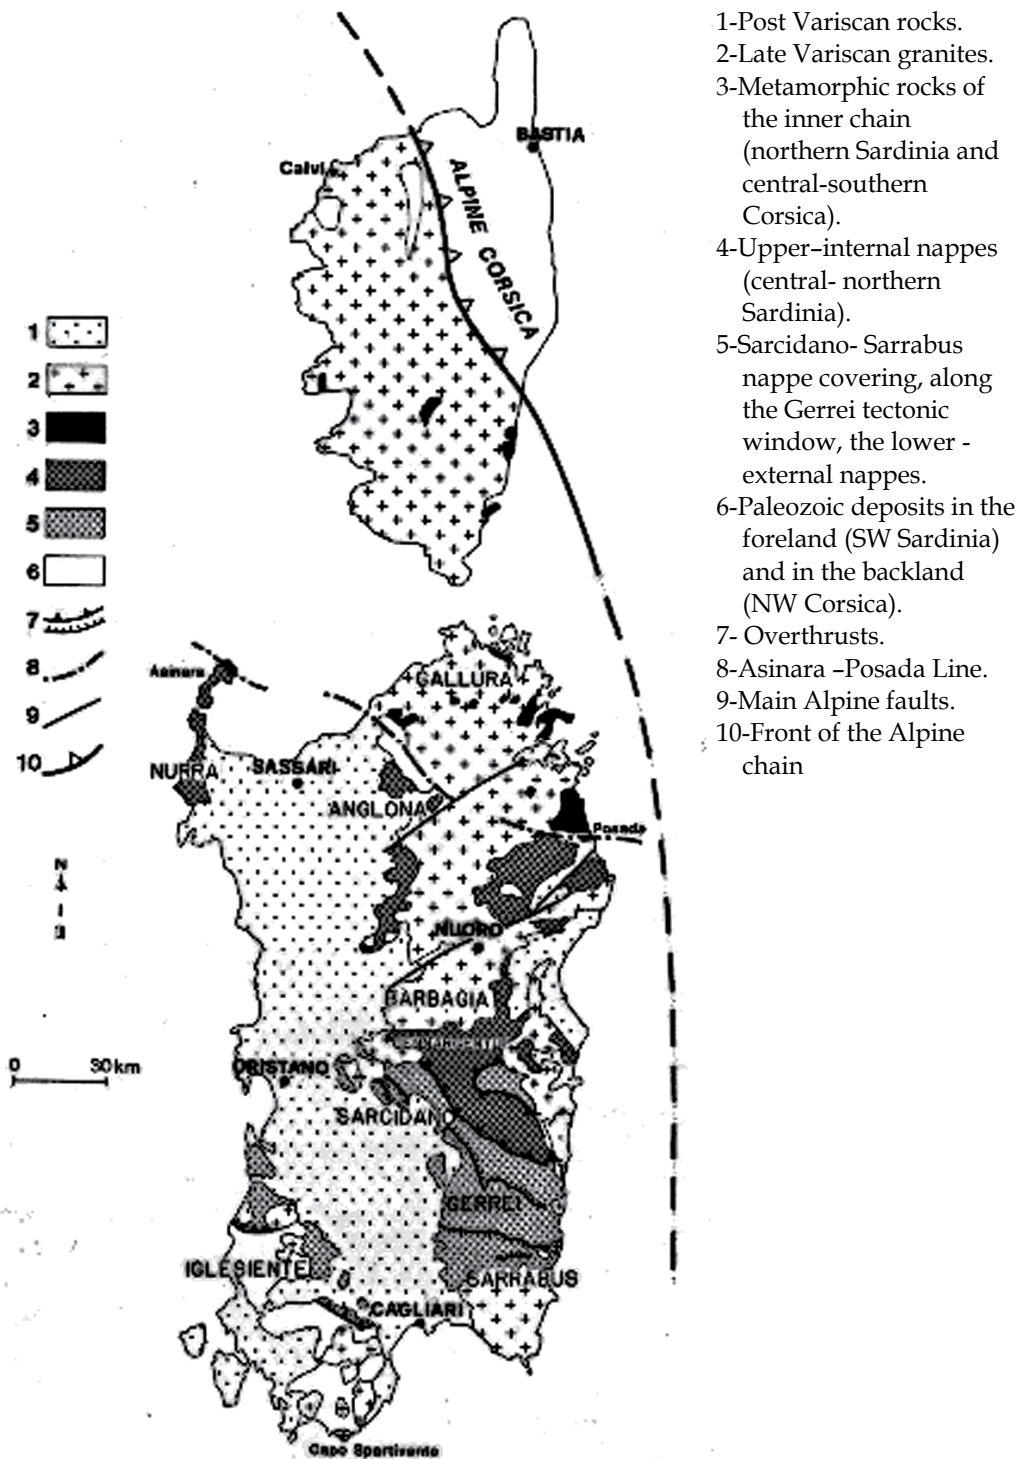 1-Post Variscan rocks.
2-Late Variscan granites.
3-Metamorphic rocks of
the inner chain
(northern Sardinia and
central-southern
Corsica).
4-Upper–internal nappes
(central- northern
Sardinia).
5-Sarcidano- Sarrabus
nappe covering, along
the Gerrei tectonic
window, the lower -
external nappes.
6-Paleozoic deposits in the
foreland (SW Sardinia)
and in the backland
(NW Corsica).
7- Overthrusts.
8-Asinara –Posada Line.
9-Main Alpine faults.
10-Front of the Alpine
chain
BASTIA
Calvi
ALPINE CORSICA
1
2
3
4
5
6
7
8
9
10
Asinara
GALLURA
NURRA
SASSARI
ANGLONA
Posada
N
NUORO
BARBAGIA
0 30 km
ORISTANO
SARCIDANO
GERREI
IGLESIENTE
SARRABUS
CAGLIARI
Capo Spartivento